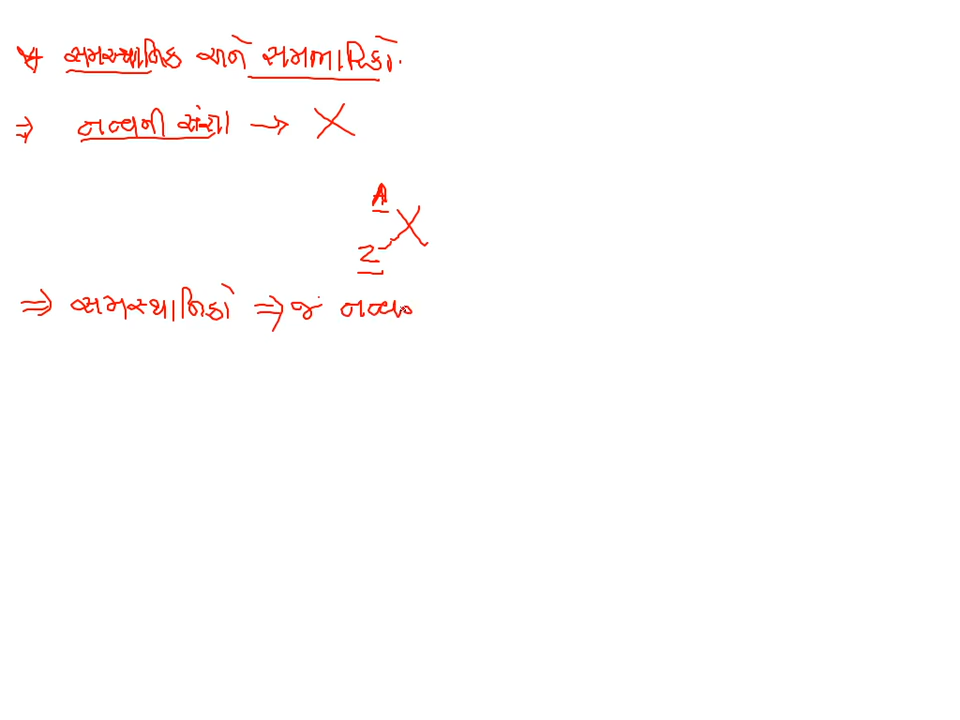 * સમસ્થાનિક અને સમભારિકો.
⇒ તત્વની સંજ્ઞા → X
A
X
Z
⇒ સમસ્થાનિકો ⇒ જે તત્વ